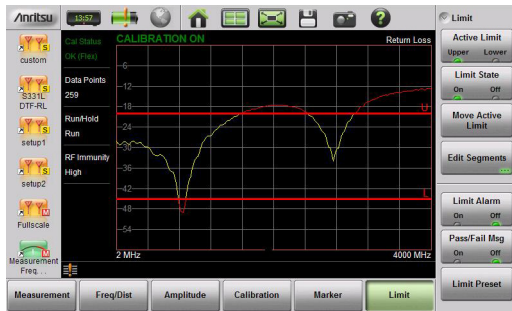 Anritsu
13:57
Limit
custom
S331L
DTF-RL
setup1
setup2
Fullscale
Measurement
Freq. . .
Cal Status
OK (Flex)
Data Points
259
Run/Hold
Run
RF Immunity
High
CALIBRATION ON
Return Loss
-6
-12
-18
-24
-30
-36
-42
-48
-54
U
L
2 MHz
4000 MHz
Active Limit
Upper Lower
Limit State
On Off
Move Active
Limit
Edit Segments
Limit Alarm
On Off
Pass/Fail Msg
On Off
Limit Preset
Measurement
Freq/Dist
Amplitude
Calibration
Marker
Limit